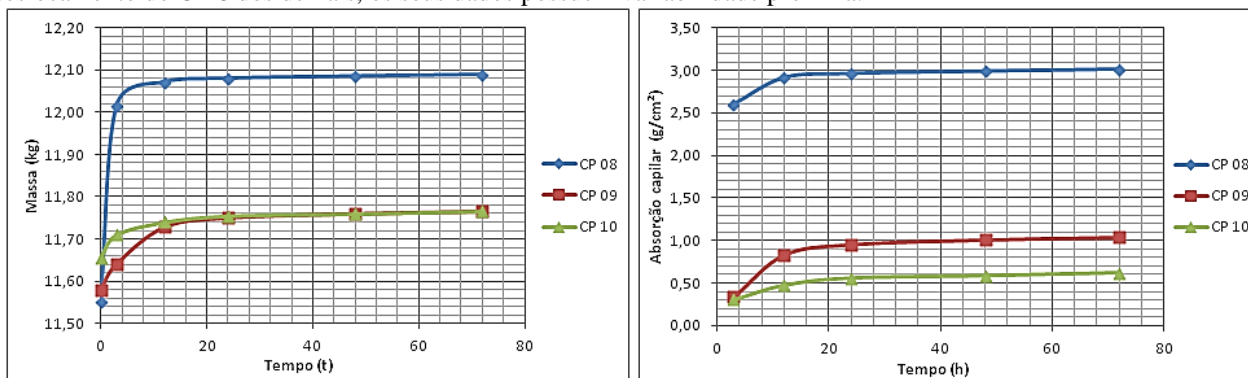 12,20
12,10
12,00
11,90
11,80
11,70
11,60
11,50
Massa (kg)
0
20
40
60
80
Tempo (t)
CP 08
CP 09
CP 10
3,50
3,00
2,50
2,00
1,50
1,00
0,50
0,00
Absorção capilar (g/cm²)
0
20
40
60
80
Tempo (h)
CP 08
CP 09
CP 10